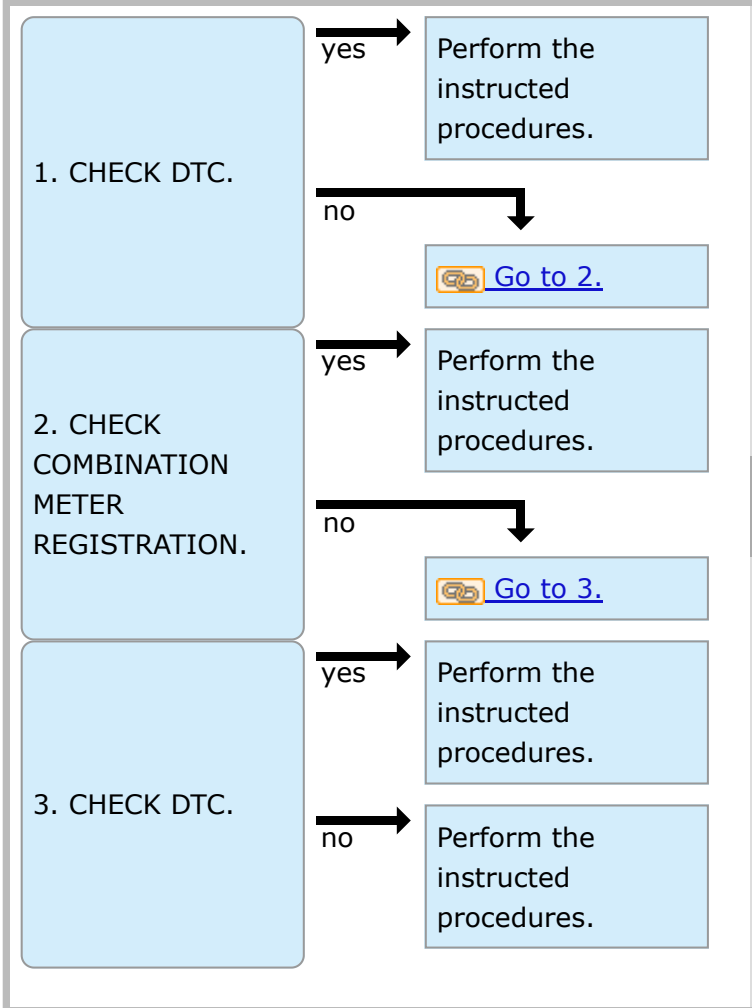 1. CHECK DTC.
yes
Perform the
instructed
procedures.
no
Go to 2.
2. CHECK
COMBINATION
METER
REGISTRATION.
yes
Perform the
instructed
procedures.
no
Go to 3.
3. CHECK DTC.
yes
Perform the
instructed
procedures.
no
Perform the
instructed
procedures.